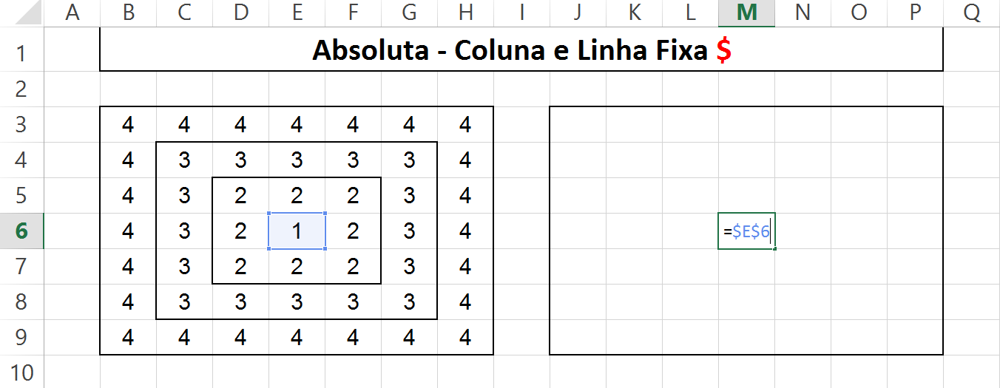 A B C D E F G H I J K L M N O P Q
1 Absoluta - Coluna e Linha Fixa $
2
3 4 4 4 4 4 4 4
4 4 3 3 3 3 3 4
5 4 3 2 2 2 3 4
6 4 3 2 1 2 3 4 =$E$6
7 4 3 2 2 2 3 4
8 4 3 3 3 3 3 4
9 4 4 4 4 4 4 4
10